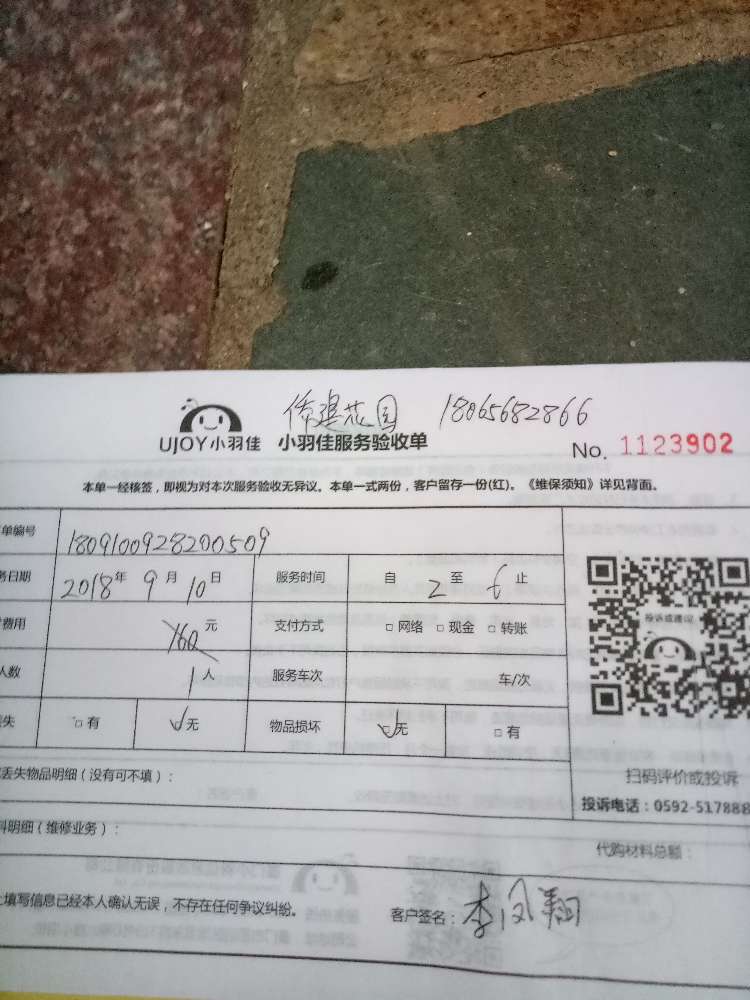 侨建花园 18065682866
UJOY小羽佳 小羽佳服务验收单
No. 1123902
本单一经核签，即视为对本次服务验收无异议。本单一式两份，客户留存一份(红)。《维保须知》详见背面。
单编号 1809100928200509
务日期 2018年 9月 10日 服务时间 自 2 至 6 止
费用 160 元 支付方式 □网络 □现金 □转账
人数 1人 服务车次 车/次
失 □有 ☑无 物品损坏 ☑无 □有
投诉或建议
丢失物品明细（没有可不填）：
扫码评价或投诉
投诉电话：0592-517888
料明细（维修业务）：
代购材料总额：
上填写信息已经本人确认无误，不存在任何争议纠纷。
客户签名：李凤翔